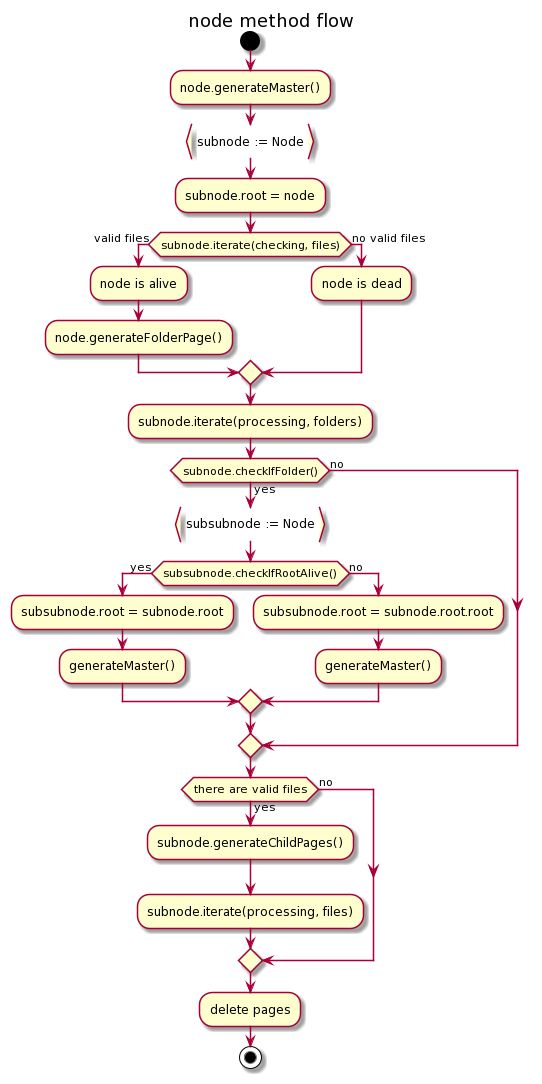 node method flow
node.generateMaster()
subnode := Node
subnode.root = node
valid files
subnode.iterate(checking, files)
no valid files
node is alive
node is dead
node.generateFolderPage()
subnode.iterate(processing, folders)
subnode.checkIfFolder()
no
yes
subsubnode := Node
yes
subsubnode.checkIfRootAlive()
no
subsubnode.root = subnode.root
subsubnode.root = subnode.root.root
generateMaster()
generateMaster()
there are valid files
no
yes
subnode.generateChildPages()
subnode.iterate(processing, files)
delete pages